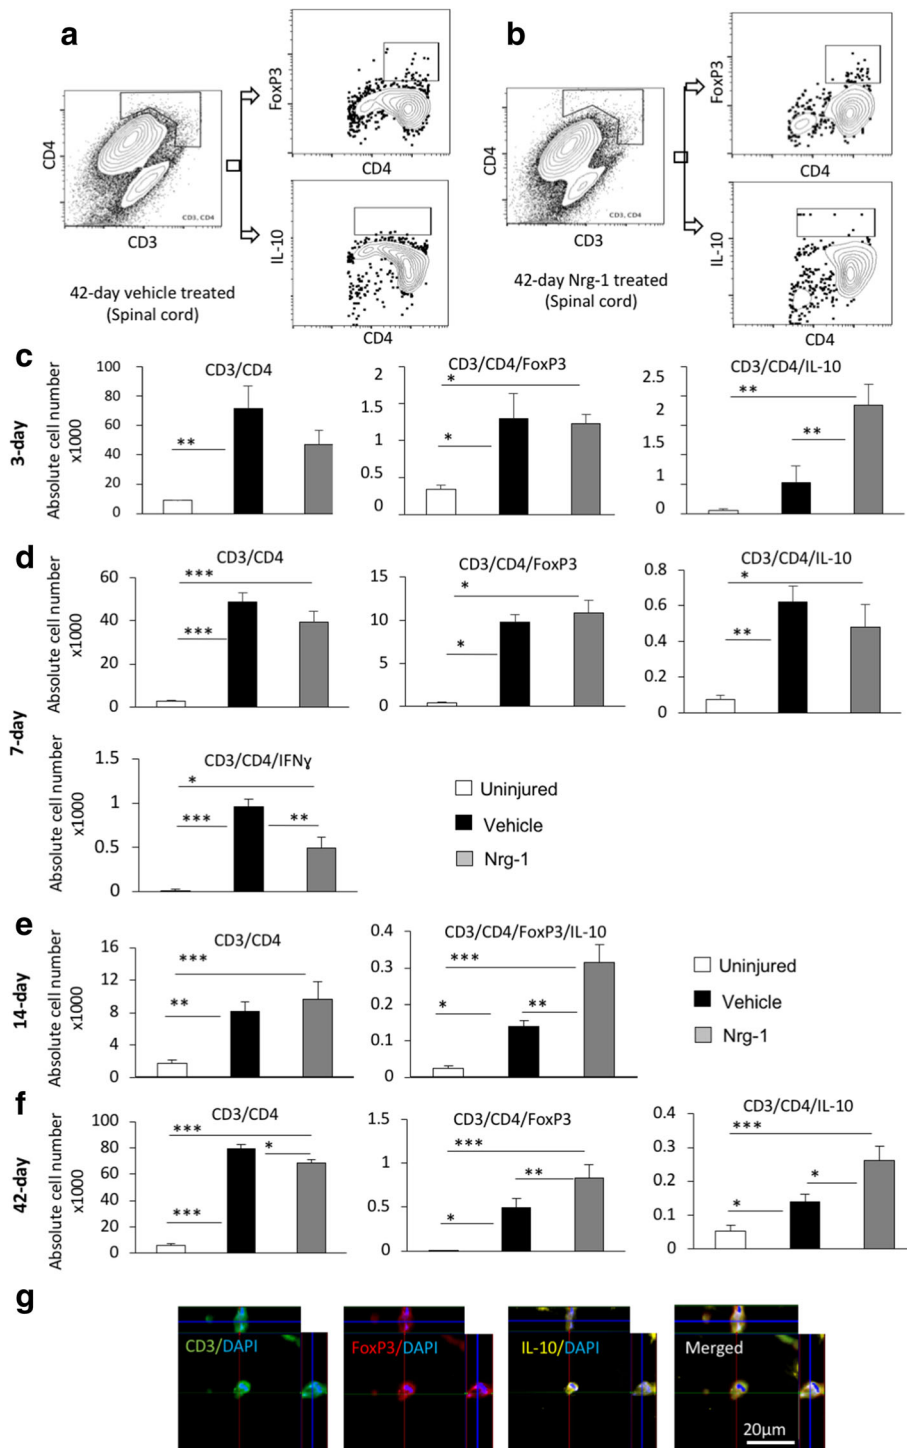 a
b
FoxP3
FoxP3
CD4
CD3, CD4
CD4
CD4
CD3, CD4
CD4
CD3
CD3
IL-10
IL-10
42-day vehicle treated
(Spinal cord)
42-day Nrg-1 treated
(Spinal cord)
CD4
CD4
c
3-day
Absolute cell number
x1000
CD3/CD4
100
80
60
40
20
0
**
CD3/CD4/FoxP3
2
1.5
1
0.5
0
*
*
CD3/CD4/IL-10
2.5
2
1.5
1
0.5
0
**
**
d
7-day
Absolute cell number
x1000
CD3/CD4
60
40
20
0
***
***
CD3/CD4/FoxP3
15
10
5
0
*
*
CD3/CD4/IL-10
0.8
0.6
0.4
0.2
0
*
**
Absolute cell number
x1000
CD3/CD4/IFNɣ
1.5
1
0.5
0
*
***
**
Uninjured
Vehicle
Nrg-1
e
14-day
Absolute cell number
x1000
CD3/CD4
16
12
8
4
0
***
**
CD3/CD4/FoxP3/IL-10
0.4
0.3
0.2
0.1
0
***
*
**
Uninjured
Vehicle
Nrg-1
f
42-day
Absolute cell number
x1000
CD3/CD4
100
80
60
40
20
0
***
*
***
CD3/CD4/FoxP3
1.5
1
0.5
0
***
**
*
CD3/CD4/IL-10
0.4
0.3
0.2
0.1
0
***
*
*
g
CD3/DAPI
FoxP3/DAPI
IL-10/DAPI
Merged
20µm